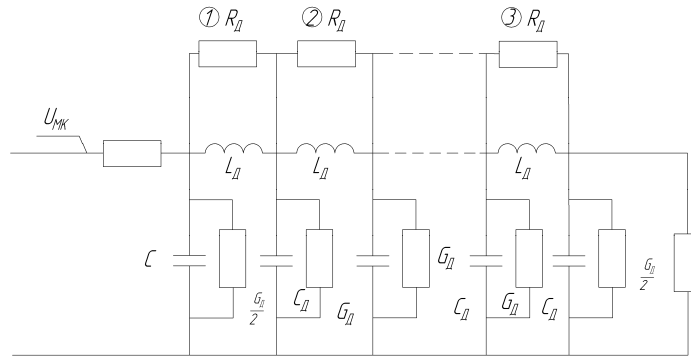 ① R_Д ② R_Д ③ R_Д
U_МК
L_Д L_Д L_Д
C G_Д/2 C_Д G_Д G_Д C_Д G_Д C_Д G_Д/2